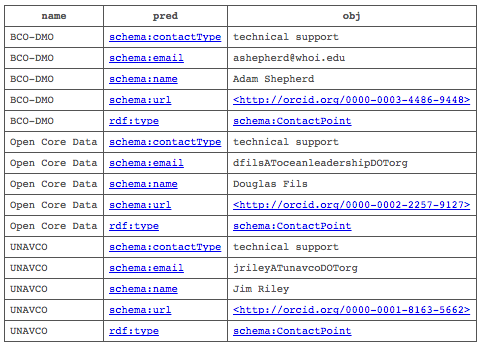 name pred obj
BCO-DMO schema:contactType technical support
BCO-DMO schema:email ashepherd@whoi.edu
BCO-DMO schema:name Adam Shepherd
BCO-DMO schema:url <http://orcid.org/0000-0003-4486-9448>
BCO-DMO rdf:type schema:ContactPoint
Open Core Data schema:contactType technical support
Open Core Data schema:email dfilsAToceanleadershipDOTorg
Open Core Data schema:name Douglas Fils
Open Core Data schema:url <http://orcid.org/0000-0002-2257-9127>
Open Core Data rdf:type schema:ContactPoint
UNAVCO schema:contactType technical support
UNAVCO schema:email jrileyATunavcoDOTorg
UNAVCO schema:name Jim Riley
UNAVCO schema:url <http://orcid.org/0000-0001-8163-5662>
UNAVCO rdf:type schema:ContactPoint